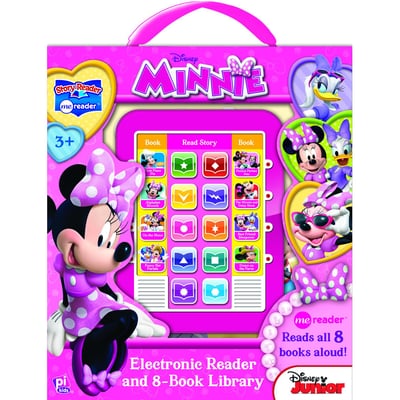 Disney
MINNIE
Story Reader
me reader
3+
Book
Read Story
Book
me reader™
Reads all 8
books aloud!
Electronic Reader
and 8-Book Library
pi
kids
Disney Junior